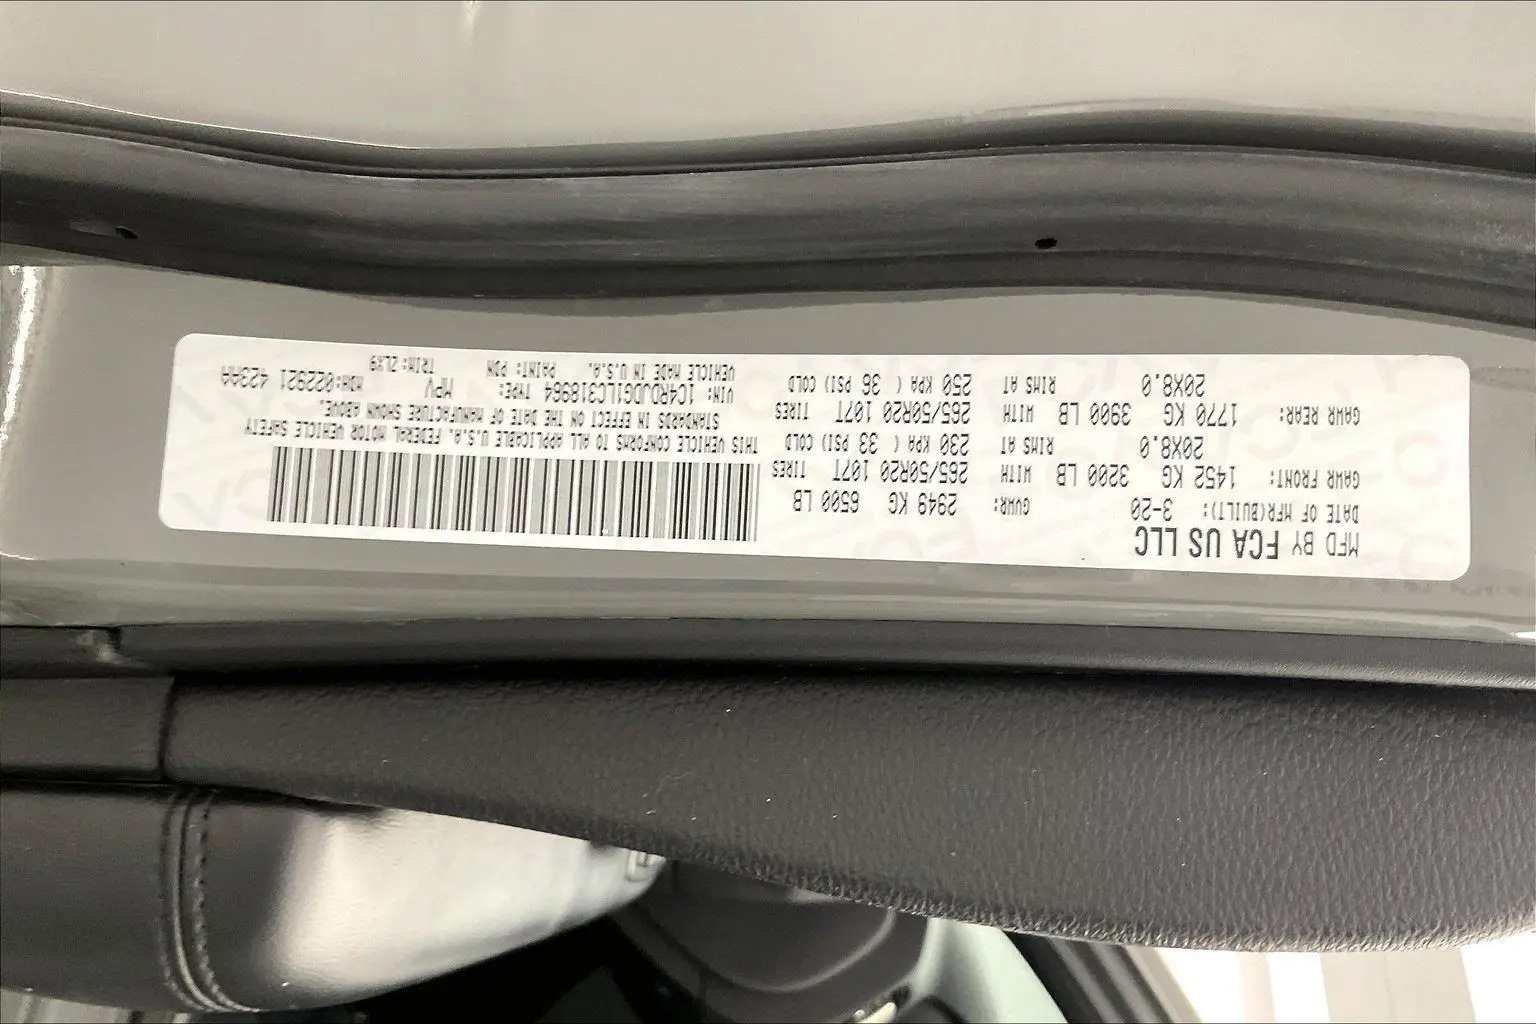 MFD BY FCA US LLC
DATE OF MFR(BUILT): 3-20 GVWR: 2949 KG 6500 LB
GAWR FRONT: 1452 KG 3200 LB WITH 265/50R20 107T TIRES
20X8.0 RIMS AT 230 KPA ( 33 PSI) COLD
GAWR REAR: 1770 KG 3900 LB WITH 265/50R20 107T TIRES
20X8.0 RIMS AT 250 KPA ( 36 PSI) COLD
THIS VEHICLE CONFORMS TO ALL APPLICABLE U.S.A. FEDERAL MOTOR VEHICLE SAFETY
STANDARDS IN EFFECT ON THE DATE OF MANUFACTURE SHOWN ABOVE.
VIN: 1C4RDJDG1LC318964 TYPE: MPV MDH:022921 423AA
VEHICLE MADE IN U.S.A. PAINT: PDN TRIM:ZLX9